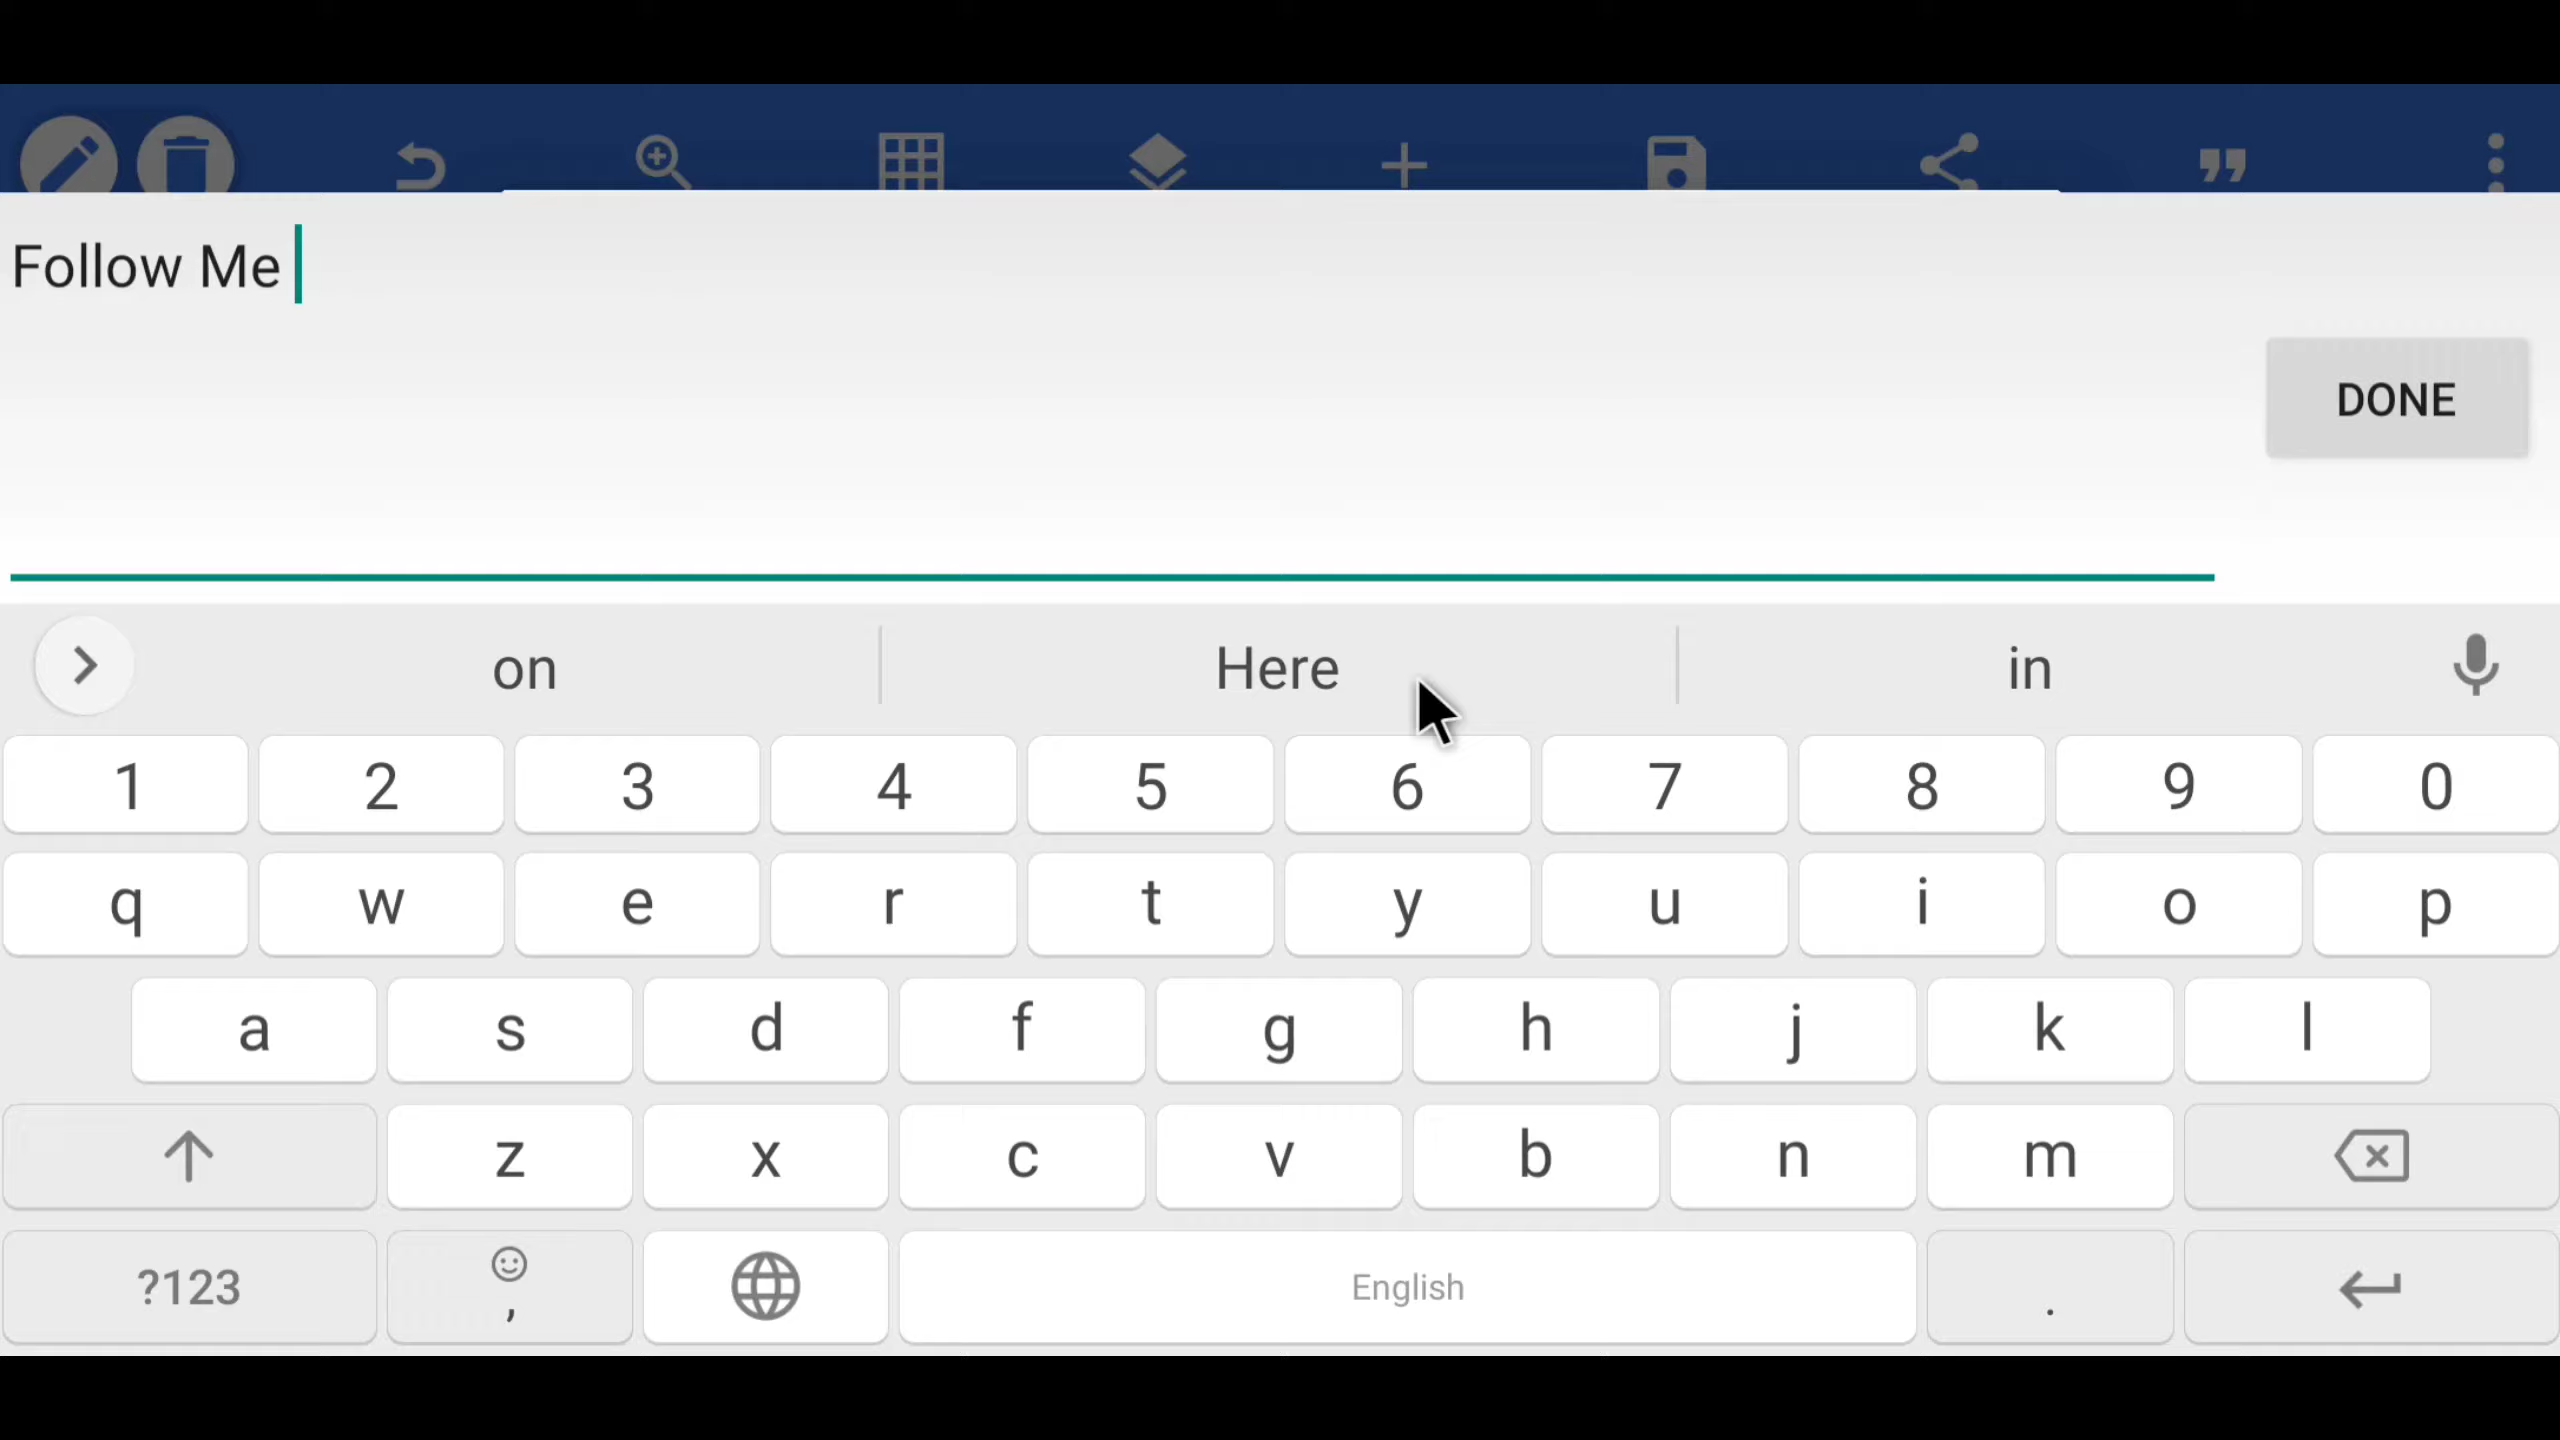 Follow Me
DONE
on Here in
1 2 3 4 5 6 7 8 9 0
q w e r t y u i o p
a s d f g h j k l
z x c v b n m
?123 , English .